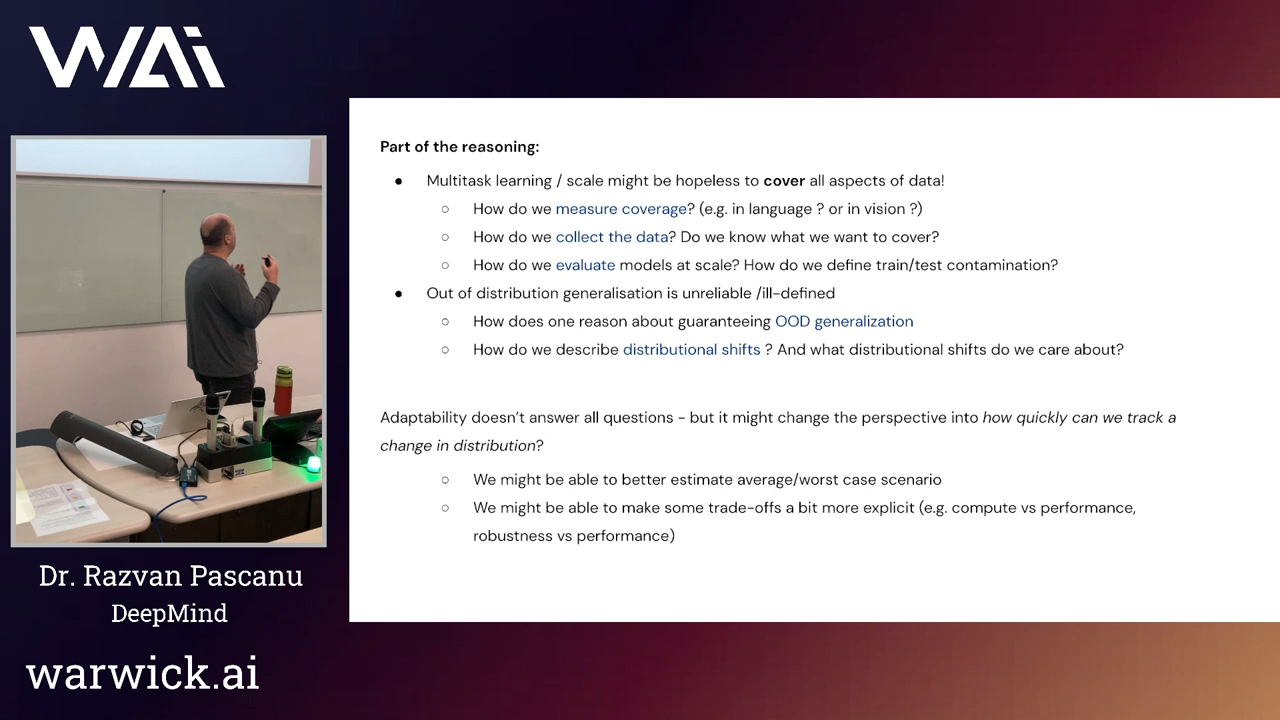 WAi
Part of the reasoning:
● Multitask learning / scale might be hopeless to cover all aspects of data!
○ How do we measure coverage? (e.g. in language ? or in vision ?)
○ How do we collect the data? Do we know what we want to cover?
○ How do we evaluate models at scale? How do we define train/test contamination?
● Out of distribution generalisation is unreliable /ill-defined
○ How does one reason about guaranteeing OOD generalization
○ How do we describe distributional shifts ? And what distributional shifts do we care about?
Adaptability doesn't answer all questions - but it might change the perspective into how quickly can we track a
change in distribution?
○ We might be able to better estimate average/worst case scenario
○ We might be able to make some trade-offs a bit more explicit (e.g. compute vs performance,
robustness vs performance)
Dr. Razvan Pascanu
DeepMind
warwick.ai